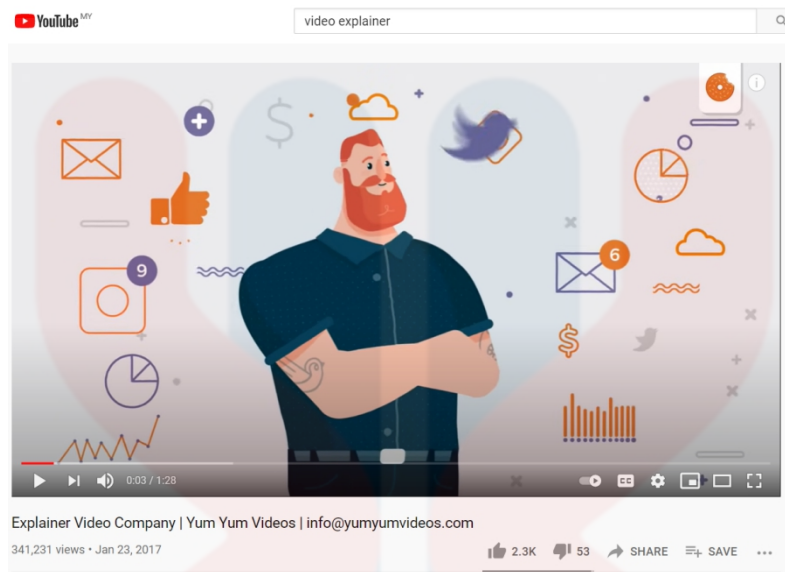 YouTube MY
video explainer
9
6
0:03 / 1:28
CC
Explainer Video Company | Yum Yum Videos | info@yumyumvideos.com
341,231 views • Jan 23, 2017
2.3K 53 SHARE SAVE